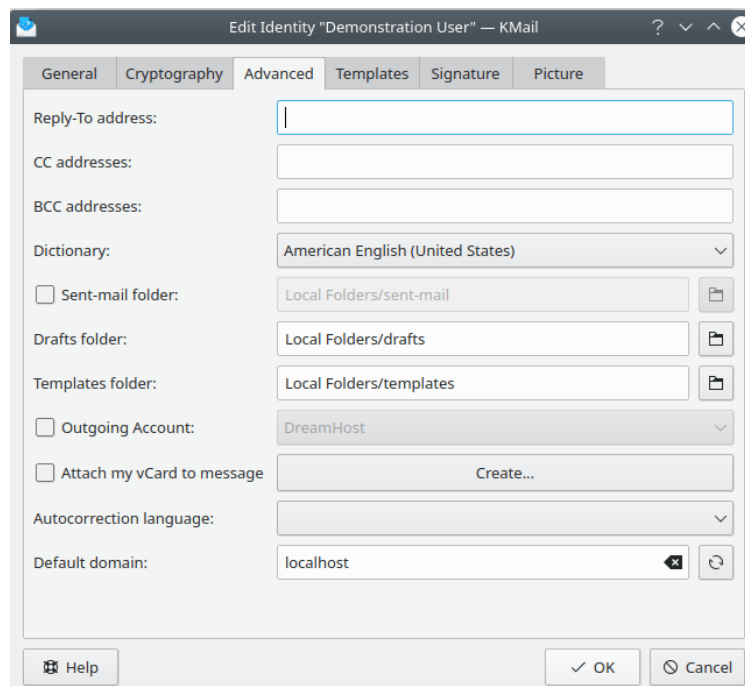 Edit Identity "Demonstration User" — KMail
General Cryptography Advanced Templates Signature Picture
Reply-To address:
CC addresses:
BCC addresses:
Dictionary: American English (United States)
Sent-mail folder: Local Folders/sent-mail
Drafts folder: Local Folders/drafts
Templates folder: Local Folders/templates
Outgoing Account: DreamHost
Attach my vCard to message Create...
Autocorrection language:
Default domain: localhost
Help OK Cancel